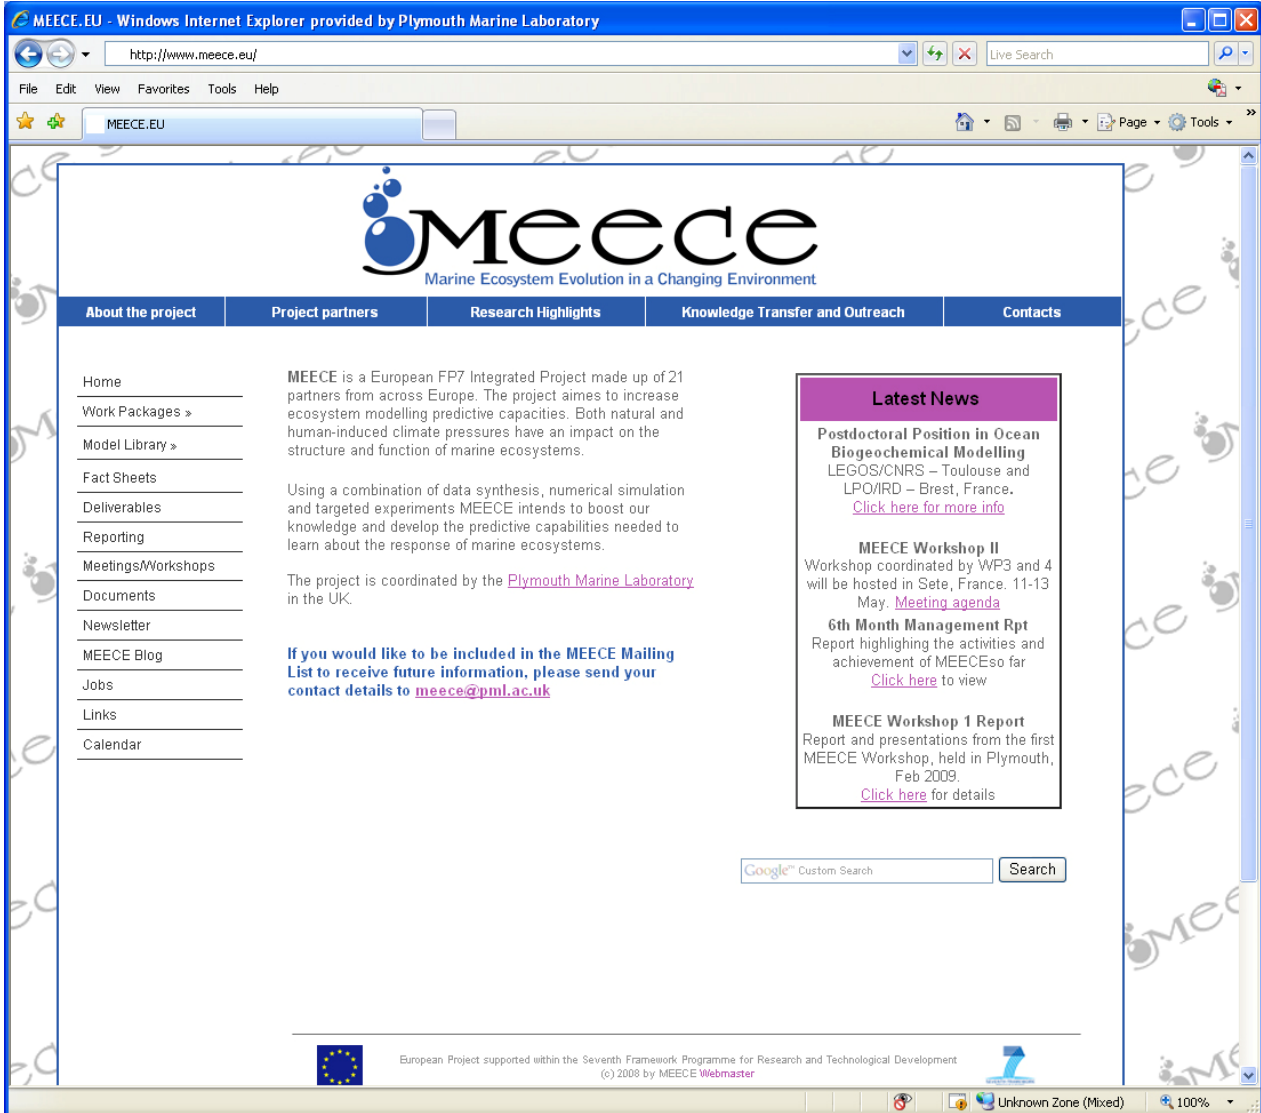 MEECE.EU - Windows Internet Explorer provided by Plymouth Marine Laboratory
http://www.meece.eu/
Live Search
File Edit View Favorites Tools Help
MEECE.EU
Page Tools
MEECE
Marine Ecosystem Evolution in a Changing Environment
About the project Project partners Research Highlights Knowledge Transfer and Outreach Contacts
Home
Work Packages »
Model Library »
Fact Sheets
Deliverables
Reporting
Meetings/Workshops
Documents
Newsletter
MEECE Blog
Jobs
Links
Calendar
MEECE is a European FP7 Integrated Project made up of 21
partners from across Europe. The project aimes to increase
ecosystem modelling predictive capacities. Both natural and
human-induced climate pressures have an impact on the
structure and function of marine ecosystems.
Using a combination of data synthesis, numerical simulation
and targeted experiments MEECE intends to boost our
knowledge and develop the predictive capabilities needed to
learn about the response of marine ecosystems.
The project is coordinated by the Plymouth Marine Laboratory
in the UK.
If you would like to be included in the MEECE Mailing
List to receive future information, please send your
contact details to meece@pml.ac.uk
Latest News
Postdoctoral Position in Ocean
Biogeochemical Modelling
LEGOS/CNRS – Toulouse and
LPO/IRD – Brest, France.
Click here for more info
MEECE Workshop II
Workshop coordinated by WP3 and 4
will be hosted in Sete, France. 11-13
May. Meeting agenda
6th Month Management Rpt
Report highlighing the activities and
achievement of MEECEso far
Click here to view
MEECE Workshop 1 Report
Report and presentations from the first
MEECE Workshop, held in Plymouth,
Feb 2009.
Click here for details
Google™ Custom Search
Search
European Project supported within the Seventh Framework Programme for Research and Technological Development
(c) 2008 by MEECE Webmaster
Unknown Zone (Mixed) 100%